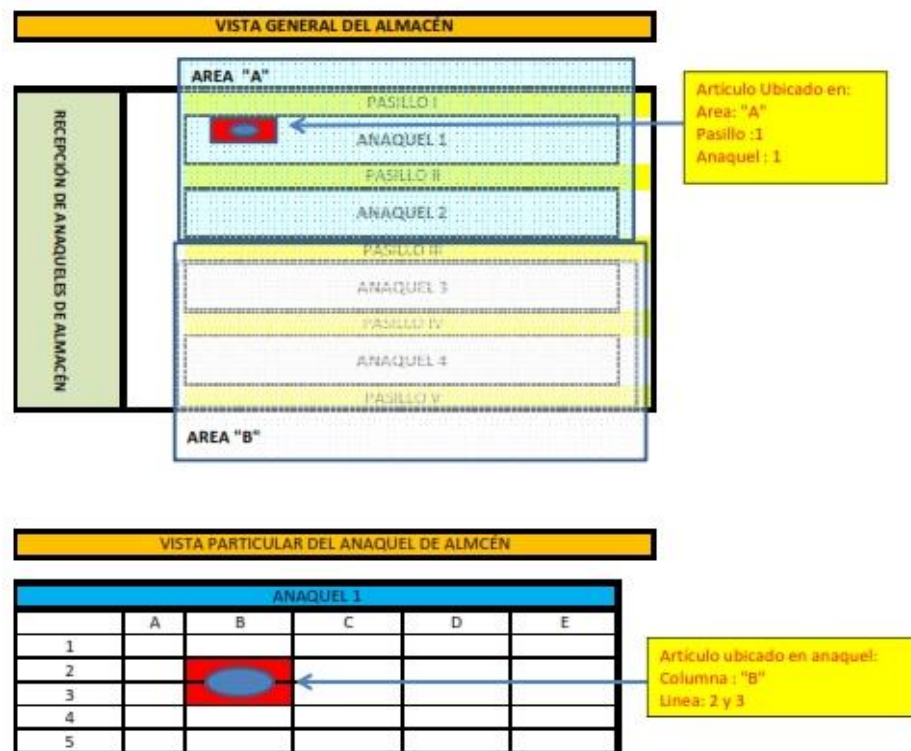 VISTA GENERAL DEL ALMACÉN
AREA "A"
PASILLO I
ANAQUEL 1
PASILLO II
ANAQUEL 2
PASILLO III
ANAQUEL 3
PASILLO IV
ANAQUEL 4
PASILLO V
AREA "B"
RECEPCIÓN DE ANAQUELES DE ALMACÉN
Artículo Ubicado en:
Area: "A"
Pasillo :1
Anaquel : 1
VISTA PARTICULAR DEL ANAQUEL DE ALMCÉN
ANAQUEL 1
A B C D E
1
2
3
4
5
Artículo ubicado en anaquel:
Columna : "B"
Linea: 2 y 3